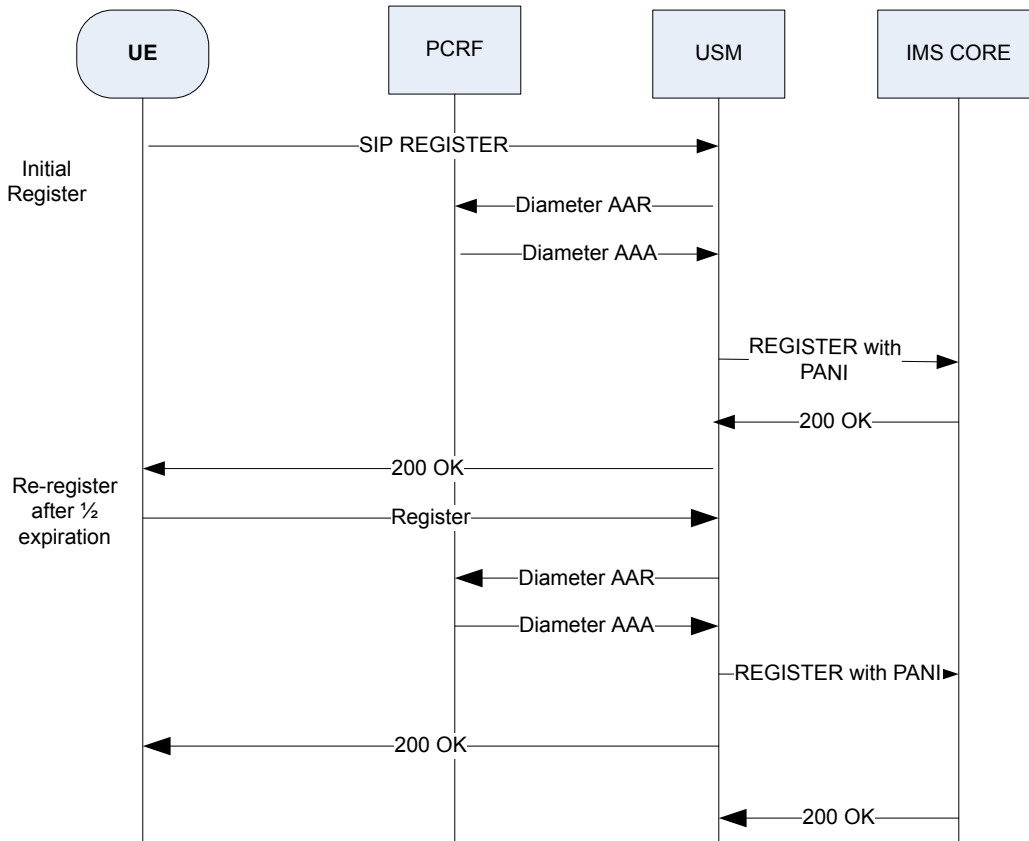 UE
PCRF
USM
IMS CORE
Initial
Register
SIP REGISTER
Diameter AAR
Diameter AAA
REGISTER with
PANI
200 OK
200 OK
Re-register
after ½
expiration
Register
Diameter AAR
Diameter AAA
REGISTER with PANI
200 OK
200 OK